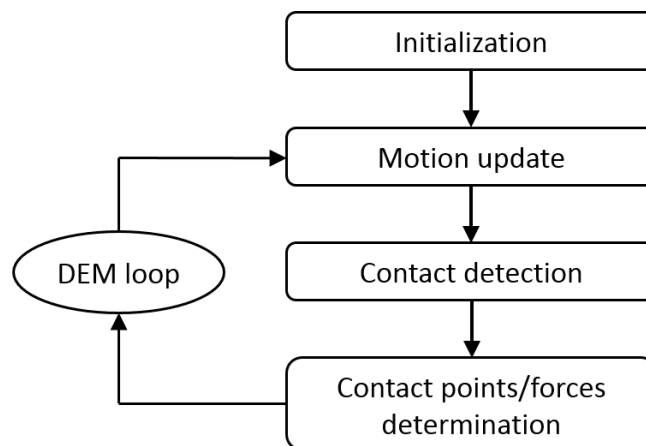 Initialization
Motion update
DEM loop
Contact detection
Contact points/forces
determination